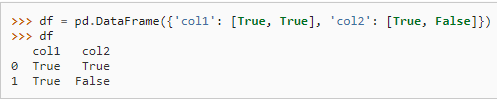 >>> df = pd.DataFrame({'col1': [True, True], 'col2': [True, False]})
>>> df
   col1   col2
0  True   True
1  True  False